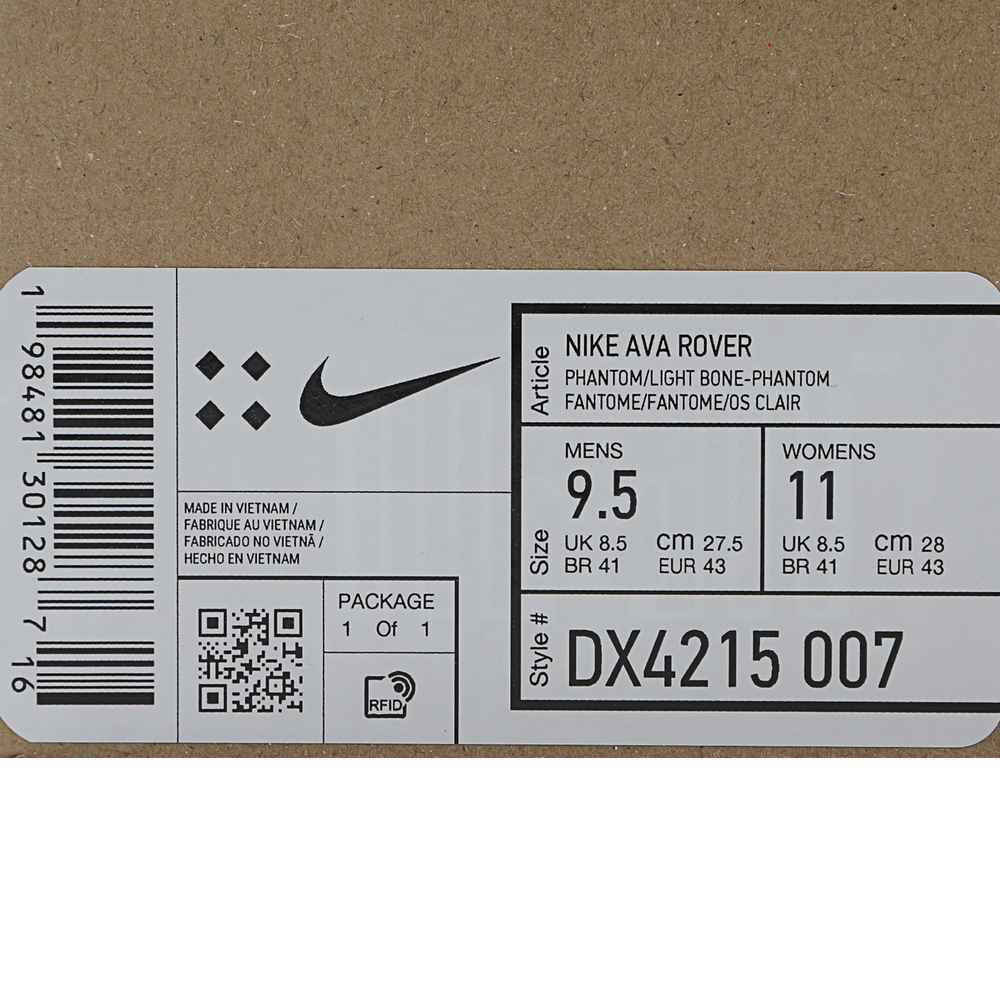 1 98481 30128 7 16
MADE IN VIETNAM /
FABRIQUE AU VIETNAM /
FABRICADO NO VIETNÃ /
HECHO EN VIETNAM
PACKAGE
1 Of 1
RFID
Article
NIKE AVA ROVER
PHANTOM/LIGHT BONE-PHANTOM
FANTOME/FANTOME/OS CLAIR
Size
MENS
9.5
UK 8.5 cm 27.5
BR 41 EUR 43
WOMENS
11
UK 8.5 cm 28
BR 41 EUR 43
Style #
DX4215 007